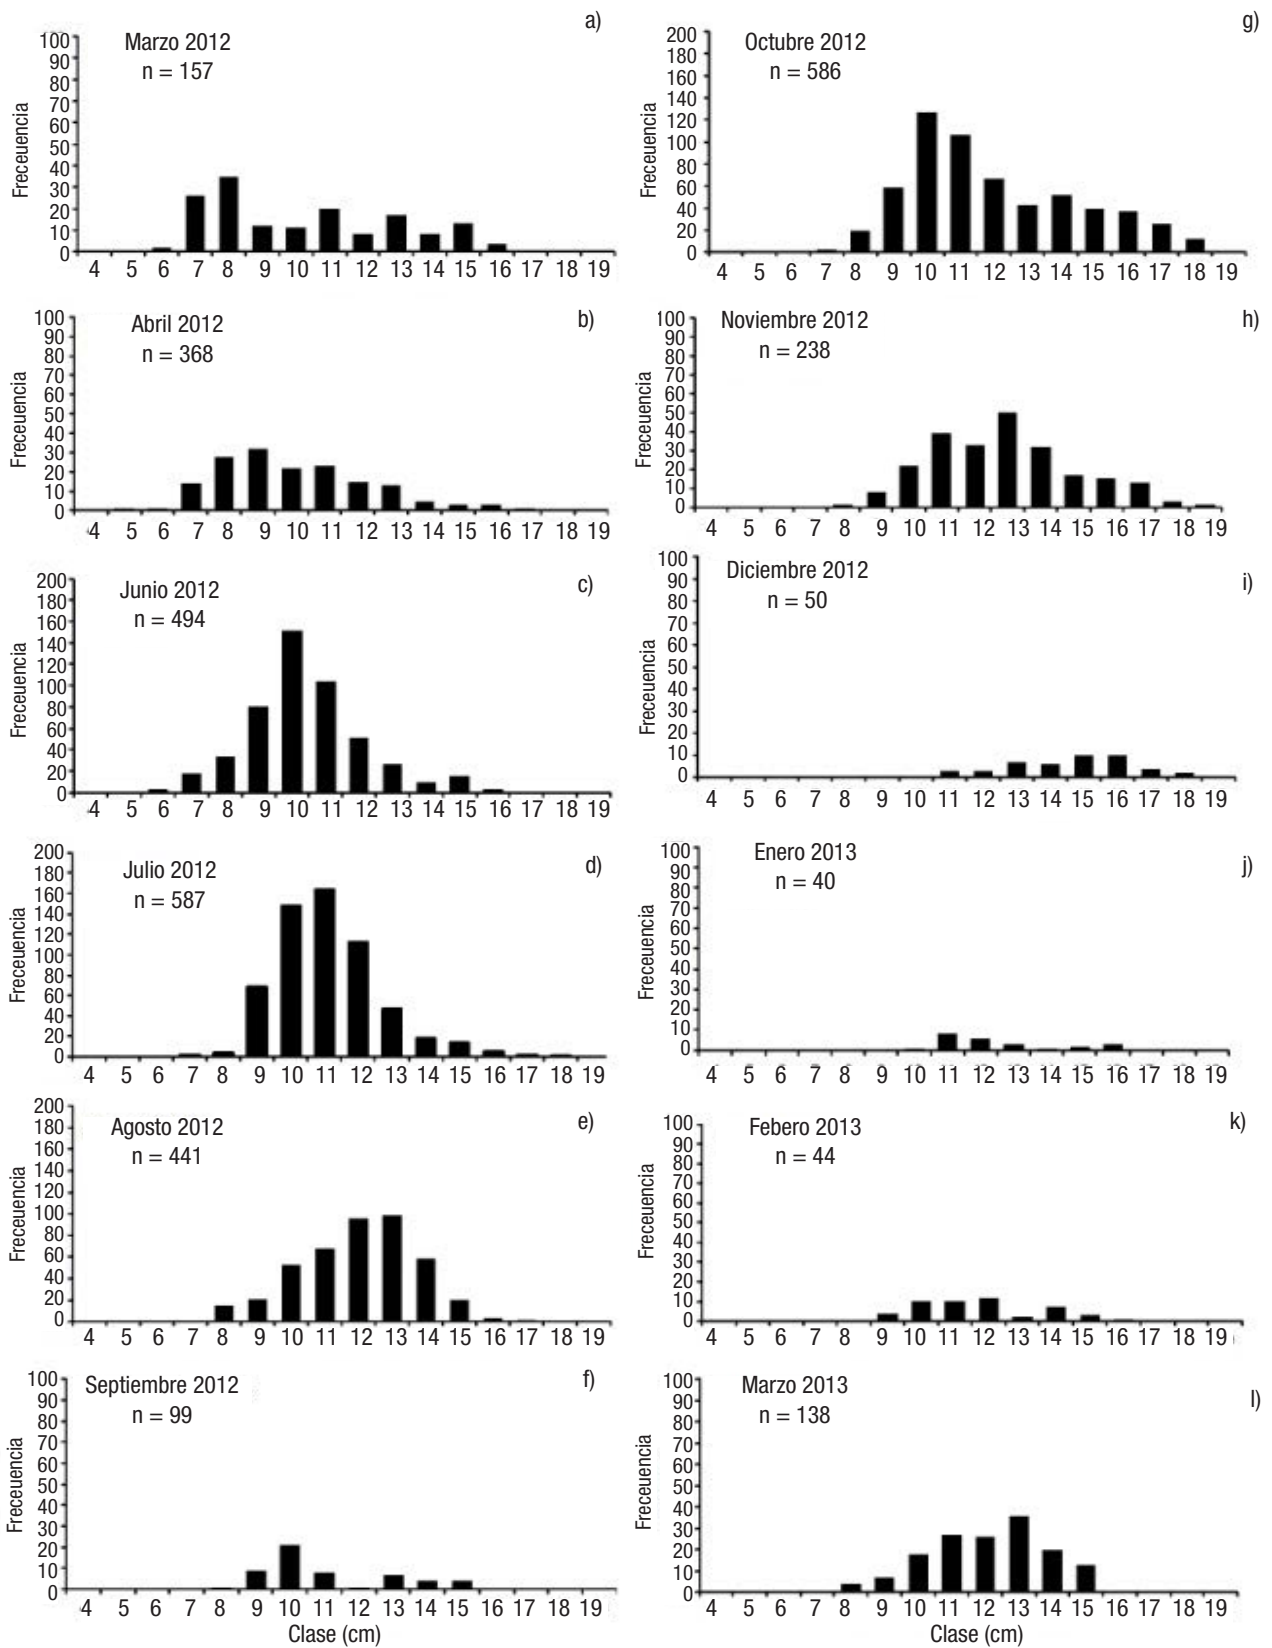 a)
Marzo 2012
n = 157
Freceuencia
100
90
80
70
60
50
40
30
20
10
0
4 5 6 7 8 9 10 11 12 13 14 15 16 17 18 19
b)
Abril 2012
n = 368
Freceuencia
100
90
80
70
60
50
40
30
20
10
0
4 5 6 7 8 9 10 11 12 13 14 15 16 17 18 19
c)
Junio 2012
n = 494
Freceuencia
200
180
160
140
120
100
80
60
40
20
0
4 5 6 7 8 9 10 11 12 13 14 15 16 17 18 19
d)
Julio 2012
n = 587
Freceuencia
200
180
160
140
120
100
80
60
40
20
0
4 5 6 7 8 9 10 11 12 13 14 15 16 17 18 19
e)
Agosto 2012
n = 441
Freceuencia
200
180
160
140
120
100
80
60
40
20
0
4 5 6 7 8 9 10 11 12 13 14 15 16 17 18 19
f)
Septiembre 2012
n = 99
Freceuencia
100
90
80
70
60
50
40
30
20
10
0
4 5 6 7 8 9 10 11 12 13 14 15 16 17 18 19
Clase (cm)
g)
Octubre 2012
n = 586
Freceuencia
200
180
160
140
120
100
80
60
40
20
0
4 5 6 7 8 9 10 11 12 13 14 15 16 17 18 19
h)
Noviembre 2012
n = 238
Freceuencia
100
90
80
70
60
50
40
30
20
10
0
4 5 6 7 8 9 10 11 12 13 14 15 16 17 18 19
i)
Diciembre 2012
n = 50
Freceuencia
100
90
80
70
60
50
40
30
20
10
0
4 5 6 7 8 9 10 11 12 13 14 15 16 17 18 19
j)
Enero 2013
n = 40
Freceuencia
100
90
80
70
60
50
40
30
20
10
0
4 5 6 7 8 9 10 11 12 13 14 15 16 17 18 19
k)
Febero 2013
n = 44
Freceuencia
100
90
80
70
60
50
40
30
20
10
0
4 5 6 7 8 9 10 11 12 13 14 15 16 17 18 19
l)
Marzo 2013
n = 138
Freceuencia
100
90
80
70
60
50
40
30
20
10
0
4 5 6 7 8 9 10 11 12 13 14 15 16 17 18 19
Clase (cm)